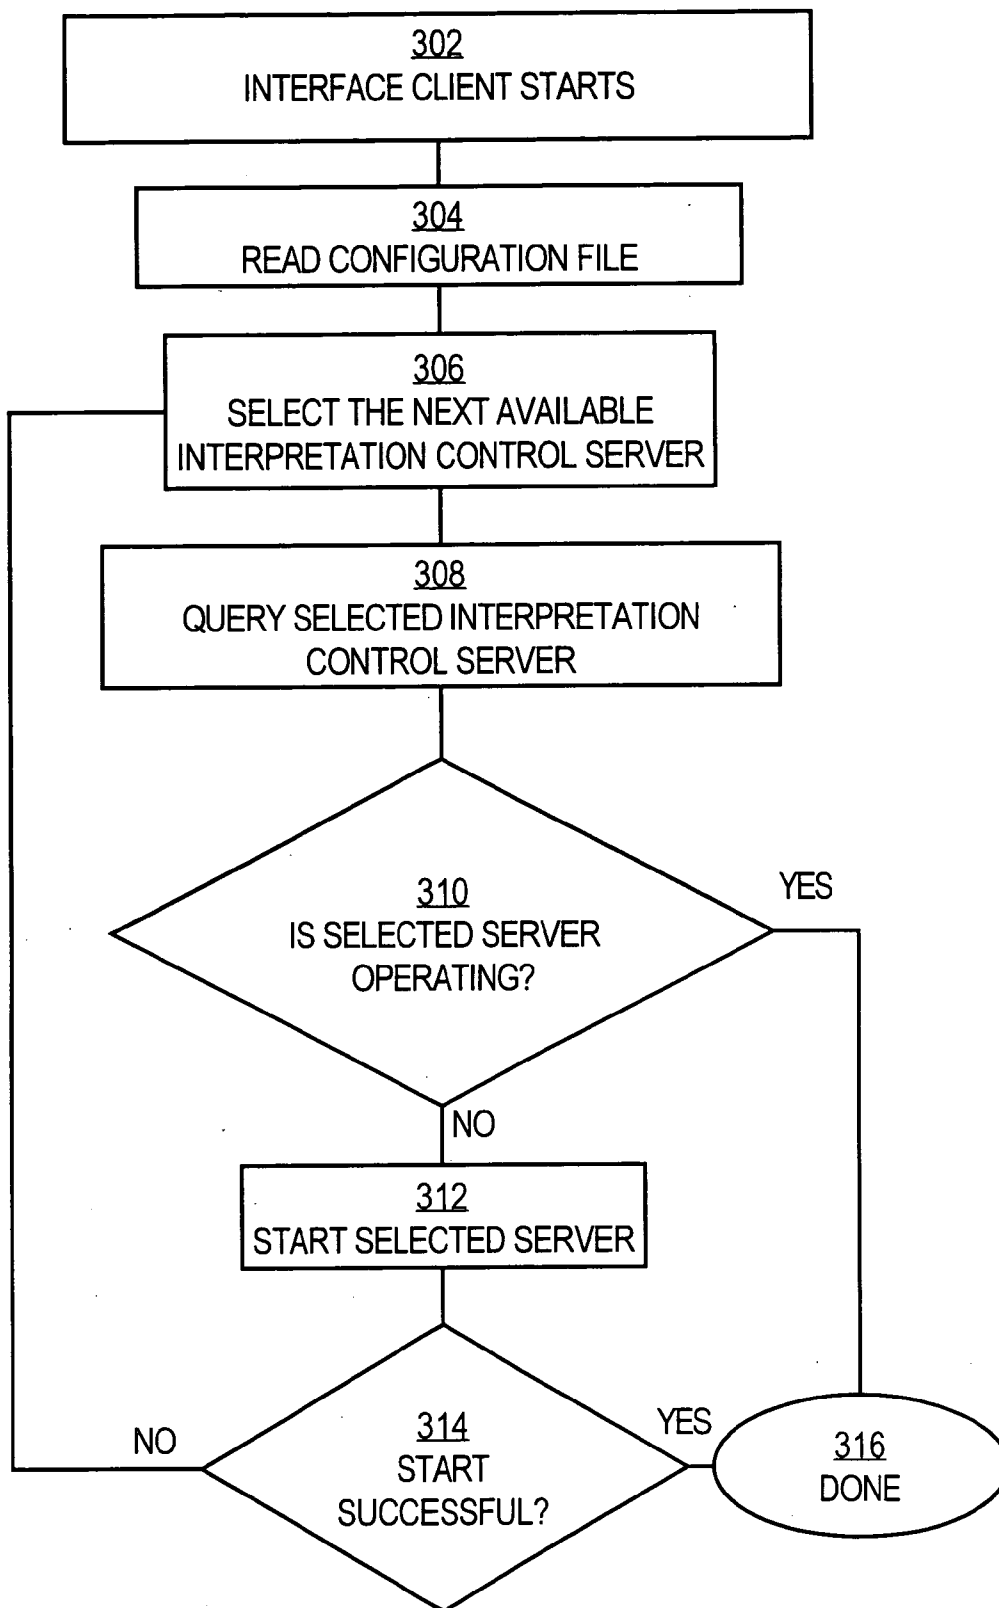 302
INTERFACE CLIENT STARTS
304
READ CONFIGURATION FILE
306
SELECT THE NEXT AVAILABLE
INTERPRETATION CONTROL SERVER
308
QUERY SELECTED INTERPRETATION
CONTROL SERVER
310
IS SELECTED SERVER
OPERATING?
YES
NO
312
START SELECTED SERVER
314
START
SUCCESSFUL?
NO
YES
316
DONE